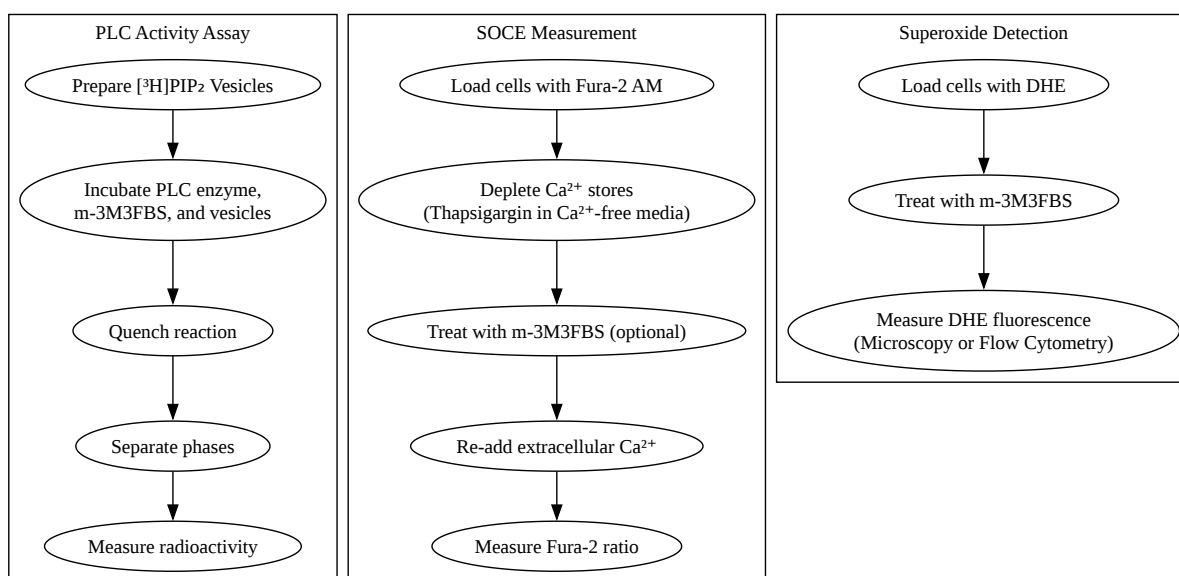 PLC Activity Assay
Prepare [³H]PIP₂ Vesicles
Incubate PLC enzyme,
m-3M3FBS, and vesicles
Quench reaction
Separate phases
Measure radioactivity
SOCE Measurement
Load cells with Fura-2 AM
Deplete Ca²⁺ stores
(Thapsigargin in Ca²⁺-free media)
Treat with m-3M3FBS (optional)
Re-add extracellular Ca²⁺
Measure Fura-2 ratio
Superoxide Detection
Load cells with DHE
Treat with m-3M3FBS
Measure DHE fluorescence
(Microscopy or Flow Cytometry)